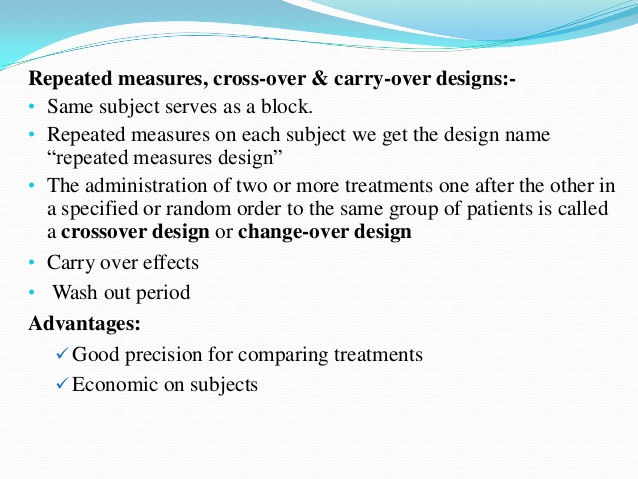 Repeated measures, cross-over & carry-over designs:-
• Same subject serves as a block.
• Repeated measures on each subject we get the design name
“repeated measures design”
• The administration of two or more treatments one after the other in
a specified or random order to the same group of patients is called
a crossover design or change-over design
• Carry over effects
• Wash out period
Advantages:
✓Good precision for comparing treatments
✓Economic on subjects